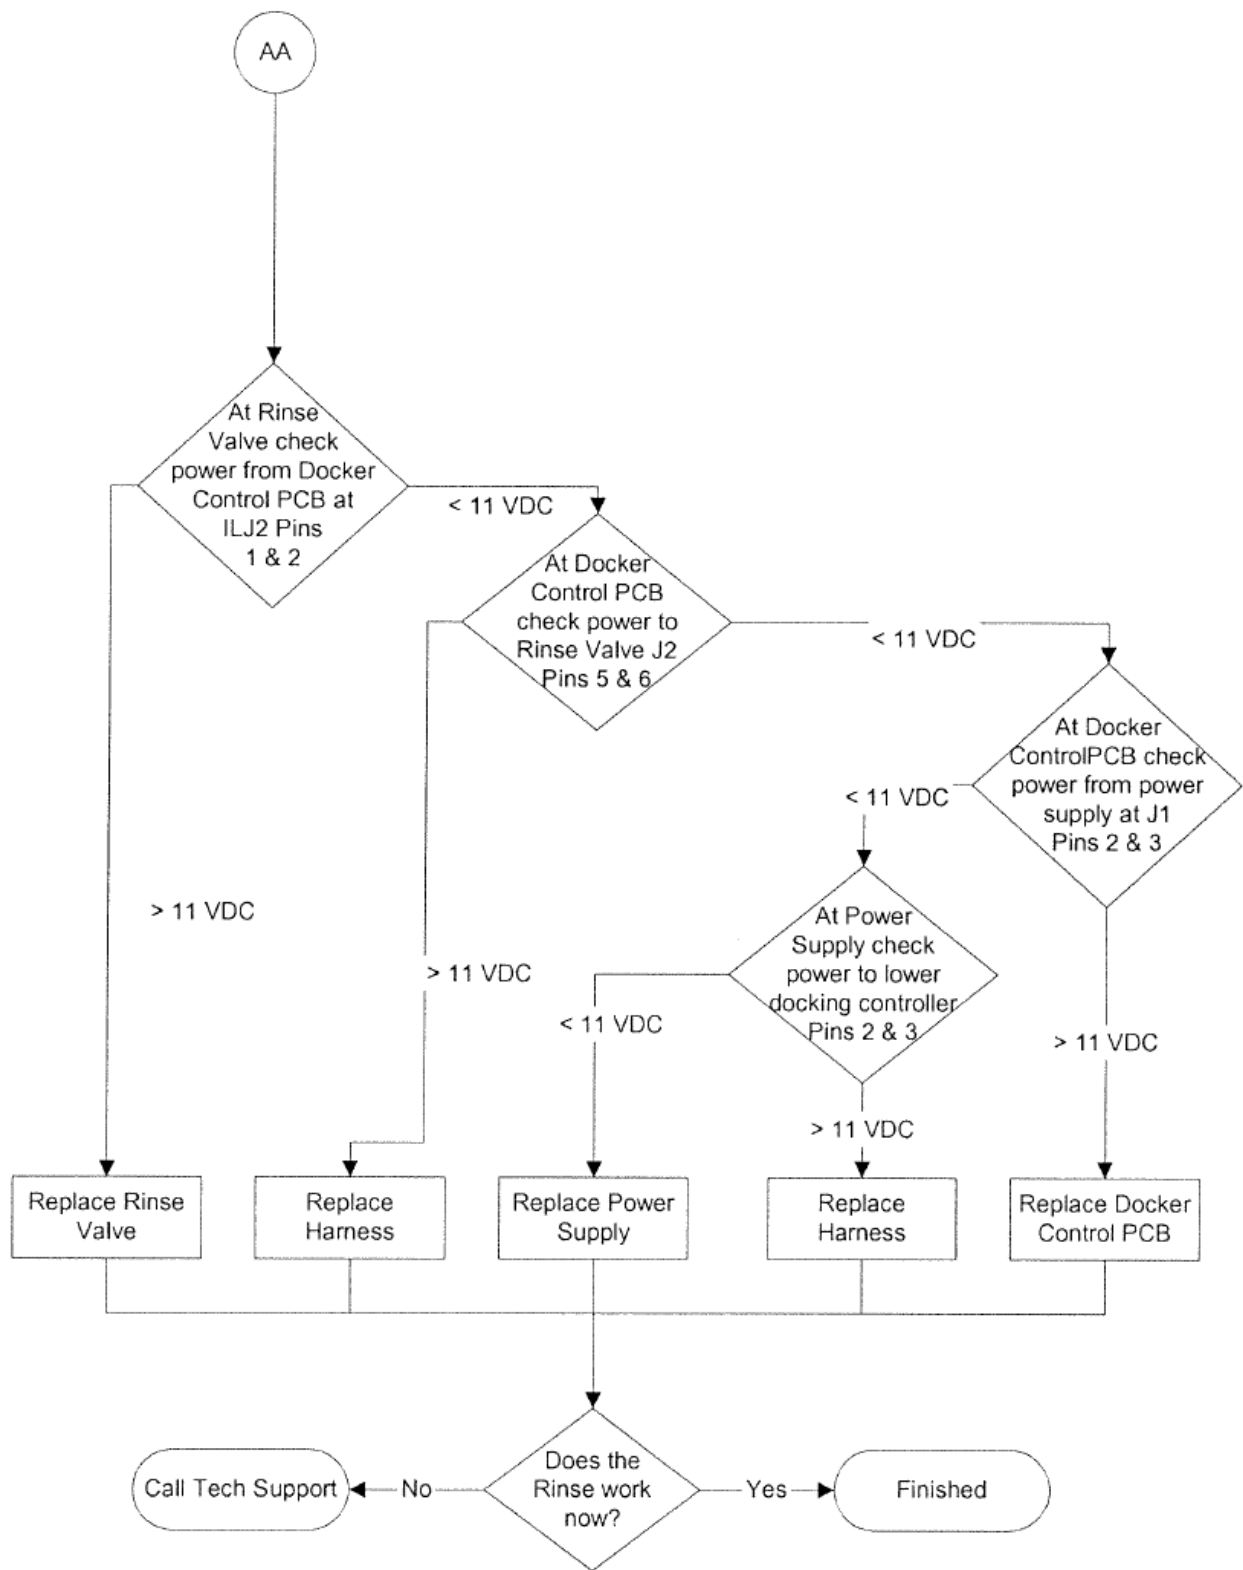 AA
At Rinse
Valve check
power from Docker
Control PCB at
ILJ2 Pins
1 & 2
< 11 VDC
At Docker
Control PCB
check power to
Rinse Valve J2
Pins 5 & 6
< 11 VDC
At Docker
ControlPCB check
power from power
supply at J1
Pins 2 & 3
< 11 VDC
> 11 VDC
At Power
Supply check
power to lower
docking controller
Pins 2 & 3
> 11 VDC
< 11 VDC
> 11 VDC
> 11 VDC
Replace Rinse
Valve
Replace
Harness
Replace Power
Supply
Replace
Harness
Replace Docker
Control PCB
Does the
Rinse work
now?
Call Tech Support
No
Yes
Finished